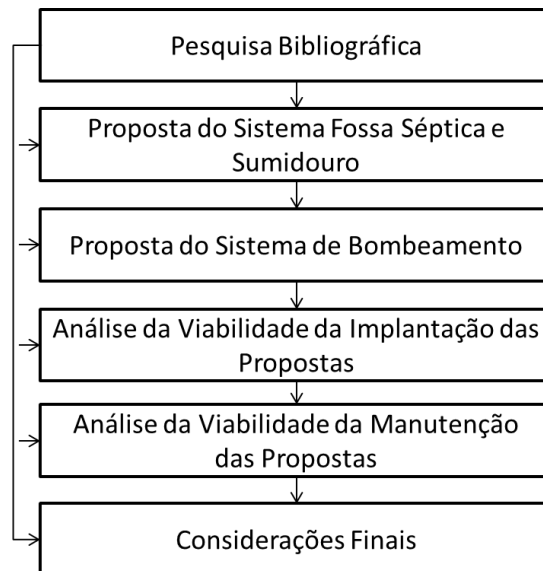 Pesquisa Bibliográfica
Proposta do Sistema Fossa Séptica e
Sumidouro
Proposta do Sistema de Bombeamento
Análise da Viabilidade da Implantação das
Propostas
Análise da Viabilidade da Manutenção
das Propostas
Considerações Finais